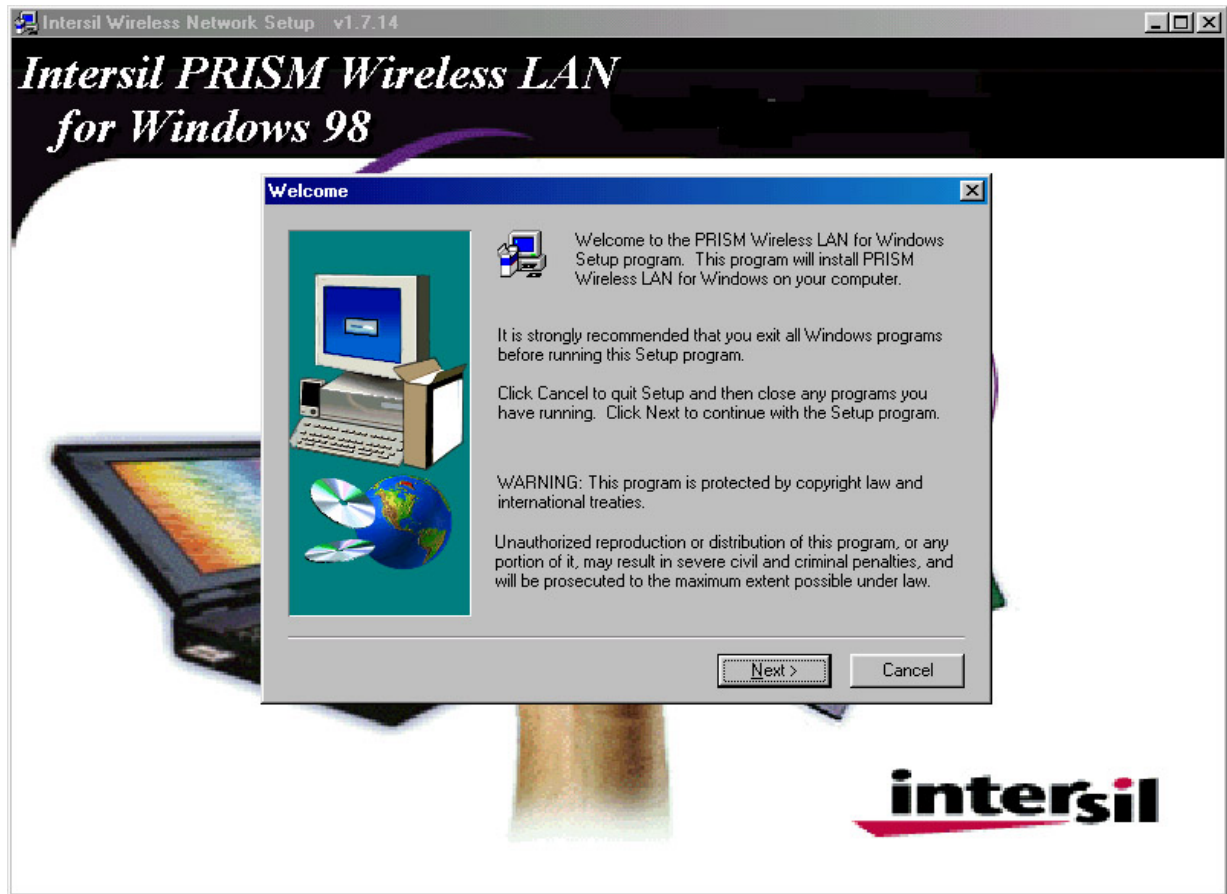 Intersil Wireless Network Setup v1.7.14
Intersil PRISM Wireless LAN
for Windows 98
Welcome
Welcome to the PRISM Wireless LAN for Windows
Setup program. This program will install PRISM
Wireless LAN for Windows on your computer.
It is strongly recommended that you exit all Windows programs
before running this Setup program.
Click Cancel to quit Setup and then close any programs you
have running. Click Next to continue with the Setup program.
WARNING: This program is protected by copyright law and
international treaties.
Unauthorized reproduction or distribution of this program, or any
portion of it, may result in severe civil and criminal penalties, and
will be prosecuted to the maximum extent possible under law.
Next >
Cancel
intersil